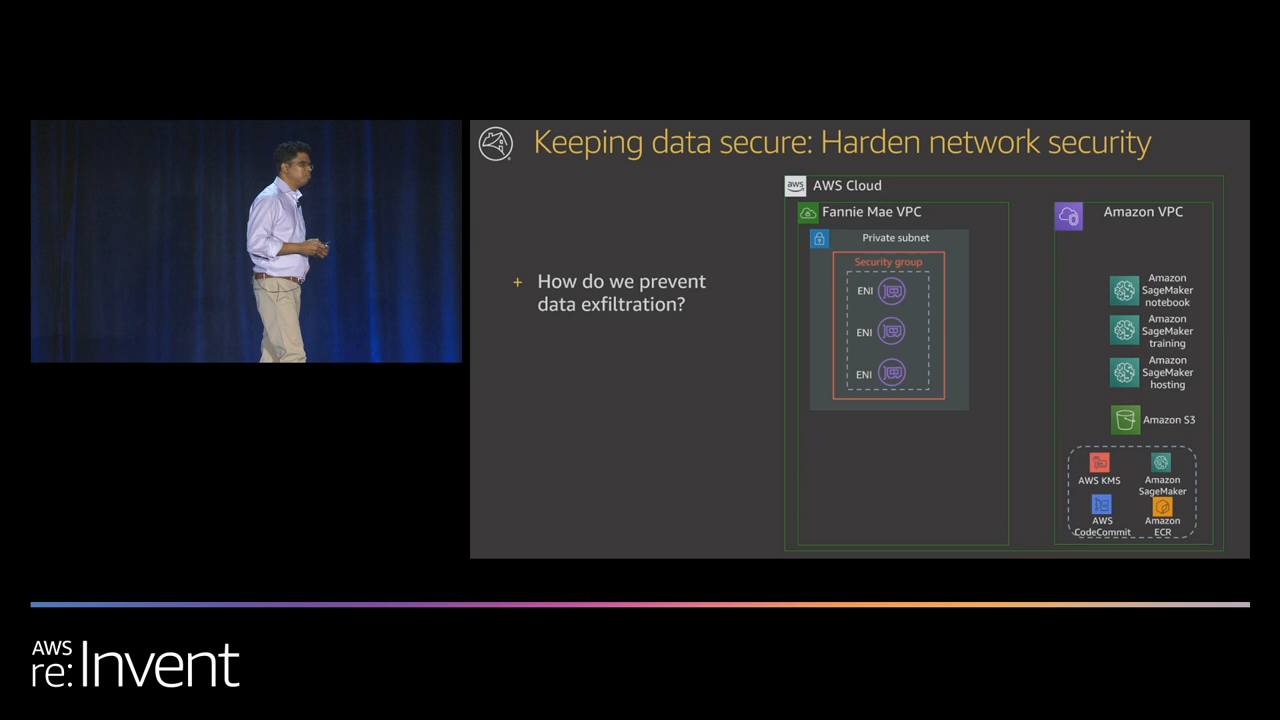 Keeping data secure: Harden network security
+ How do we prevent
data exfiltration?
aws
AWS Cloud
Fannie Mae VPC
Private subnet
Security group
ENI
ENI
ENI
Amazon VPC
Amazon
SageMaker
notebook
Amazon
SageMaker
training
Amazon
SageMaker
hosting
Amazon S3
AWS KMS
Amazon
SageMaker
AWS
CodeCommit
Amazon
ECR
AWS
re:Invent